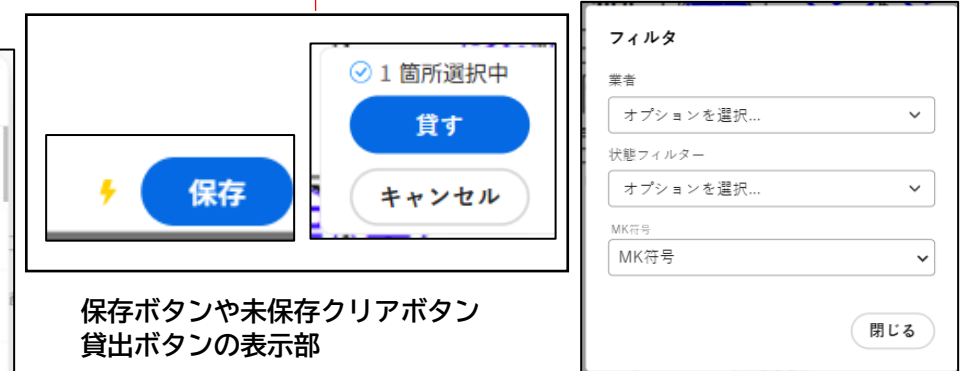 1 箇所選択中
貸す
保存
キャンセル
保存ボタンや未保存クリアボタン
貸出ボタンの表示部
フィルタ
業者
オプションを選択...
状態フィルター
オプションを選択...
MK符号
MK符号
閉じる